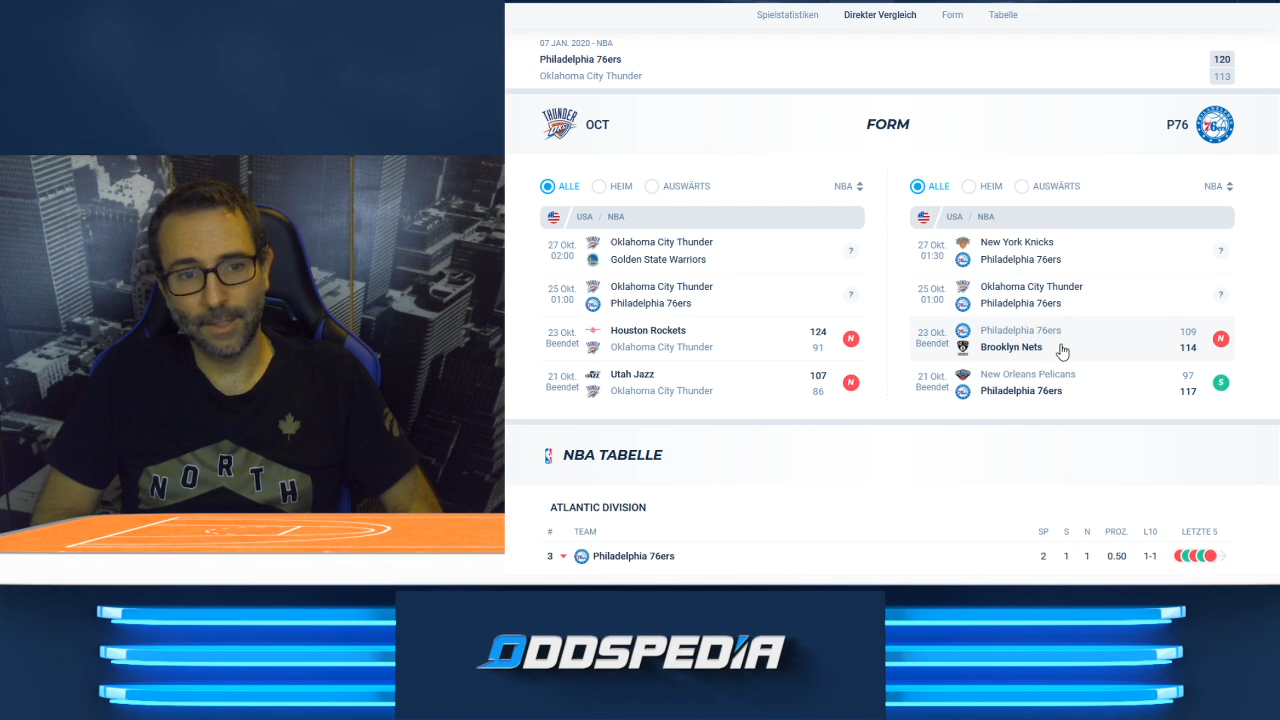 Spielstatistiken Direkter Vergleich Form Tabelle
07 JAN. 2020 - NBA
Philadelphia 76ers 120
Oklahoma City Thunder 113
THUNDER OKC OCT FORM P76 76ers
ALLE HEIM AUSWÄRTS NBA
USA / NBA
27 Okt. 02:00
Oklahoma City Thunder
Golden State Warriors
?
25 Okt. 01:00
Oklahoma City Thunder
Philadelphia 76ers
?
23 Okt. Beendet
Houston Rockets 124
Oklahoma City Thunder 91
N
21 Okt. Beendet
Utah Jazz 107
Oklahoma City Thunder 86
N
ALLE HEIM AUSWÄRTS NBA
USA / NBA
27 Okt. 01:30
New York Knicks
Philadelphia 76ers
?
25 Okt. 01:00
Oklahoma City Thunder
Philadelphia 76ers
?
23 Okt. Beendet
Philadelphia 76ers 109
Brooklyn Nets 114
N
21 Okt. Beendet
New Orleans Pelicans 97
Philadelphia 76ers 117
S
NBA TABELLE
ATLANTIC DIVISION
# TEAM SP S N PROZ. L10 LETZTE 5
3 Philadelphia 76ers 2 1 1 0.50 1-1
NORTH
ODDSPEDIA